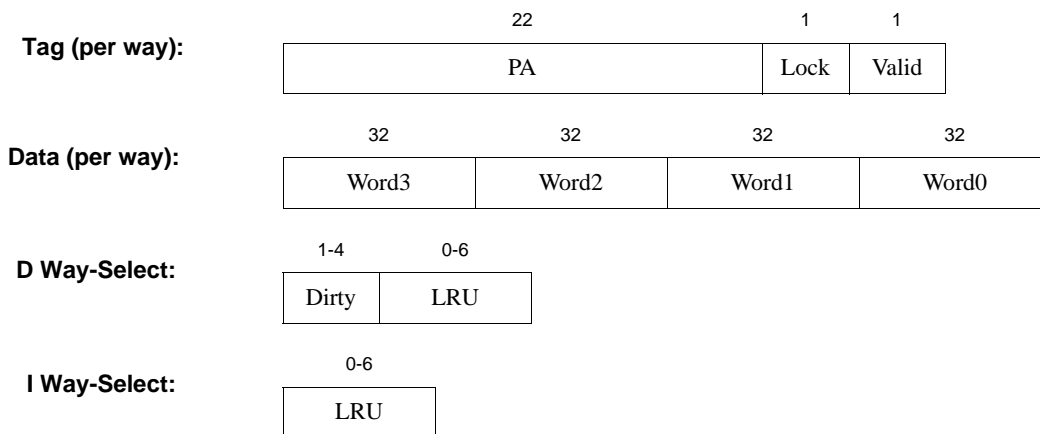 22 1 1
Tag (per way): PA Lock Valid
32 32 32 32
Data (per way): Word3 Word2 Word1 Word0
1-4 0-6
D Way-Select: Dirty LRU
0-6
I Way-Select: LRU